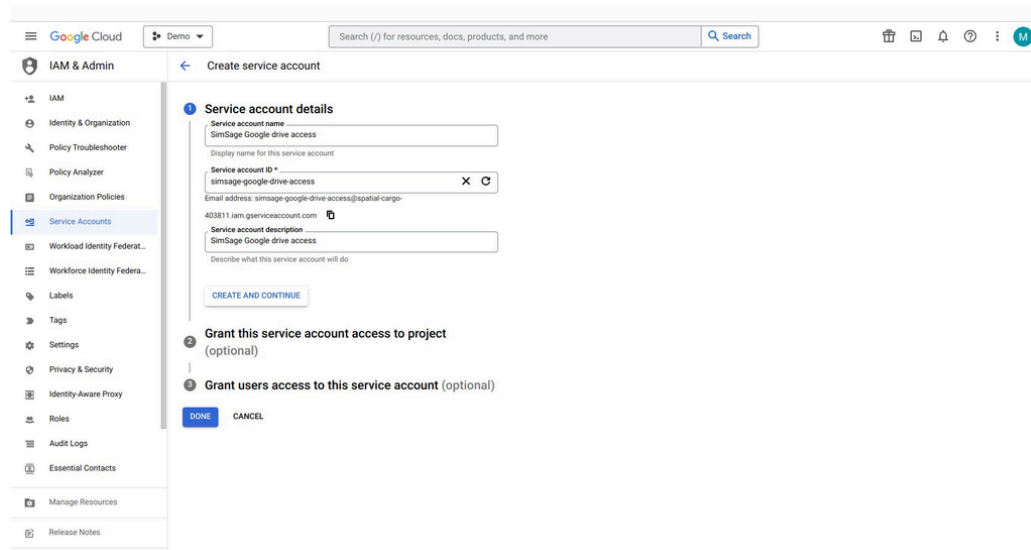 Google Cloud
Demo
Search (/) for resources, docs, products, and more
Search
M
IAM & Admin
Create service account
IAM
Identity & Organization
Policy Troubleshooter
Policy Analyzer
Organization Policies
Service Accounts
Workload Identity Federat...
Workforce Identity Federa...
Labels
Tags
Settings
Privacy & Security
Identity-Aware Proxy
Roles
Audit Logs
Essential Contacts
Manage Resources
Release Notes
1 Service account details
Service account name
SimSage Google drive access
Display name for this service account
Service account ID *
simsage-google-drive-access
Email address: simsage-google-drive-access@spatial-cargo-
403811.iam.gserviceaccount.com
Service account description
SimSage Google drive access
Describe what this service account will do
CREATE AND CONTINUE
2 Grant this service account access to project
(optional)
3 Grant users access to this service account (optional)
DONE
CANCEL